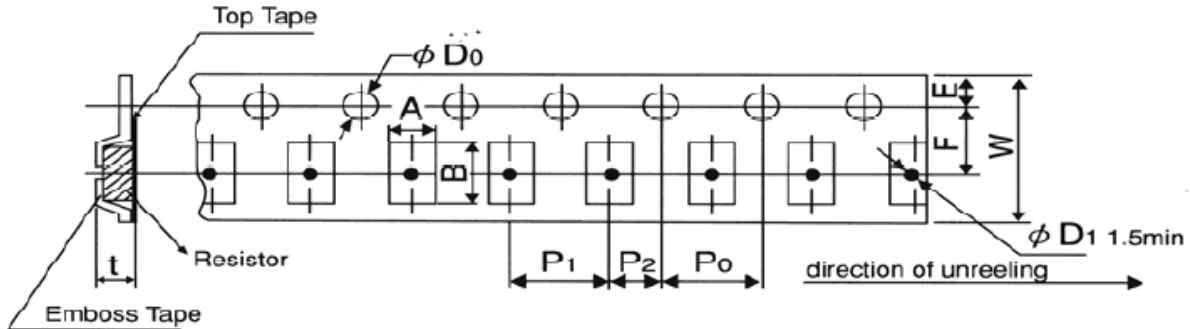 Top Tape
ϕ D0
A
E
F
W
B
ϕ D1 1.5min
Resistor
t
P1
P2
P0
direction of unreeling
Emboss Tape